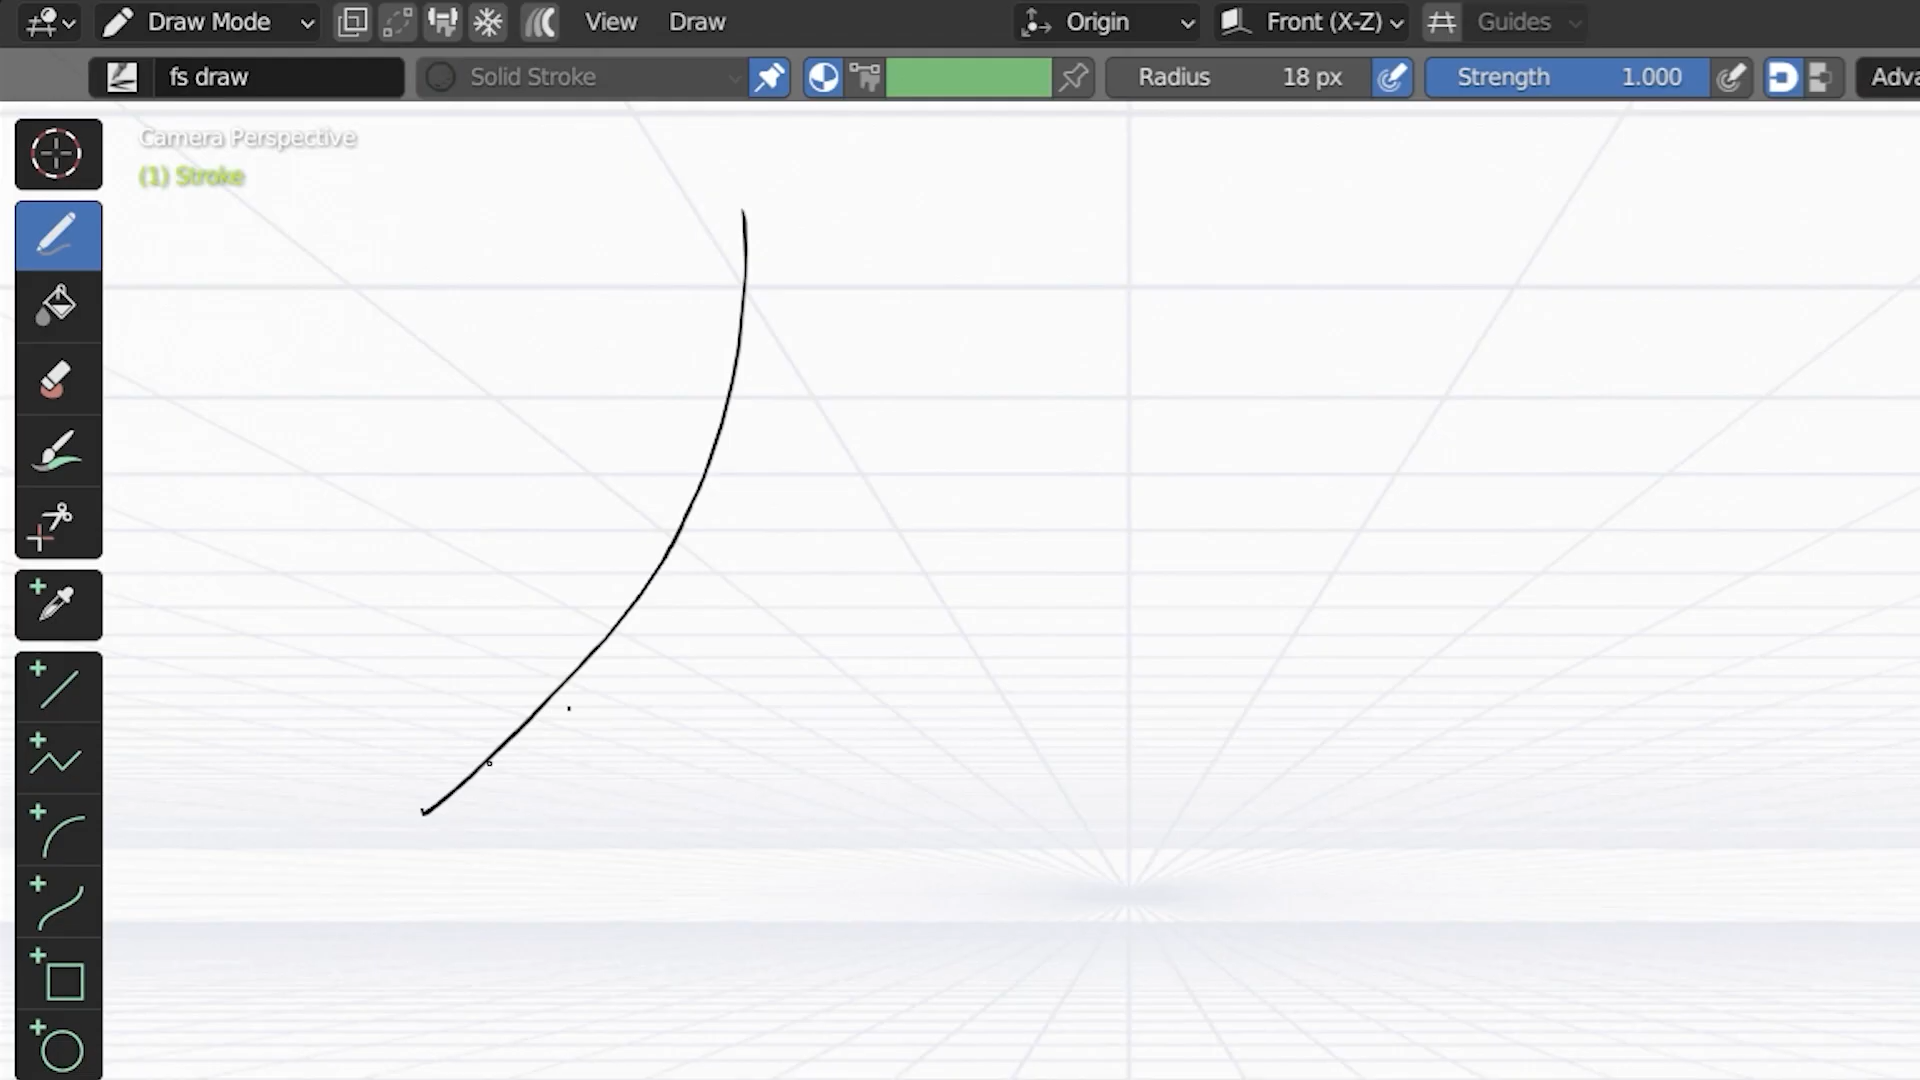 Draw Mode View Draw Origin Front (X-Z) Guides
fs draw Solid Stroke Radius 18 px Strength 1.000 Adva
Camera Perspective
(1) Stroke